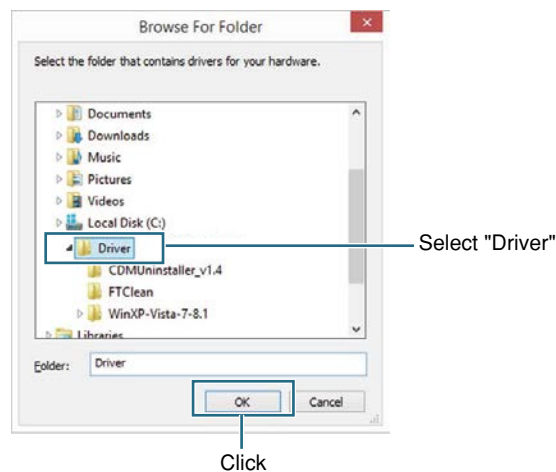 Browse For Folder
Select the folder that contains drivers for your hardware.
Documents
Downloads
Music
Pictures
Videos
Local Disk (C:)
Driver
Select "Driver"
CDMUninstaller_v1.4
FTClean
WinXP-Vista-7-8.1
Libraries
Folder: Driver
OK Cancel
Click